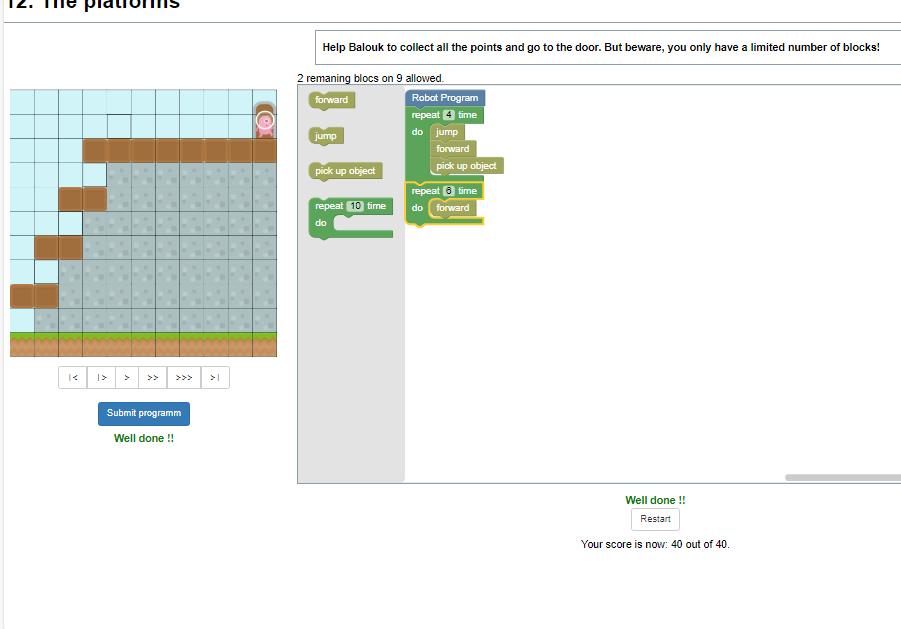 12. The platforms
Help Balouk to collect all the points and go to the door. But beware, you only have a limited number of blocks!
2 remaning blocs on 9 allowed.
forward
jump
pick up object
repeat 10 time
do
Robot Program
repeat 4 time
do jump
forward
pick up object
repeat 6 time
do forward
|< |> > >> >>> >|
Submit programm
Well done !!
Well done !!
Restart
Your score is now: 40 out of 40.